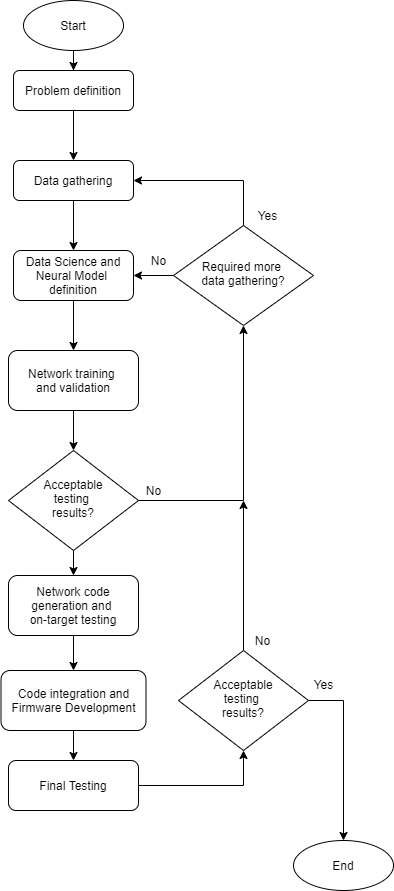 Start
Problem definition
Data gathering
Yes
Data Science and
Neural Model
definition
No
Required more
data gathering?
Network training
and validation
Acceptable
testing
results?
No
Network code
generation and
on-target testing
No
Code integration and
Firmware Development
Acceptable
testing
results?
Yes
Final Testing
End